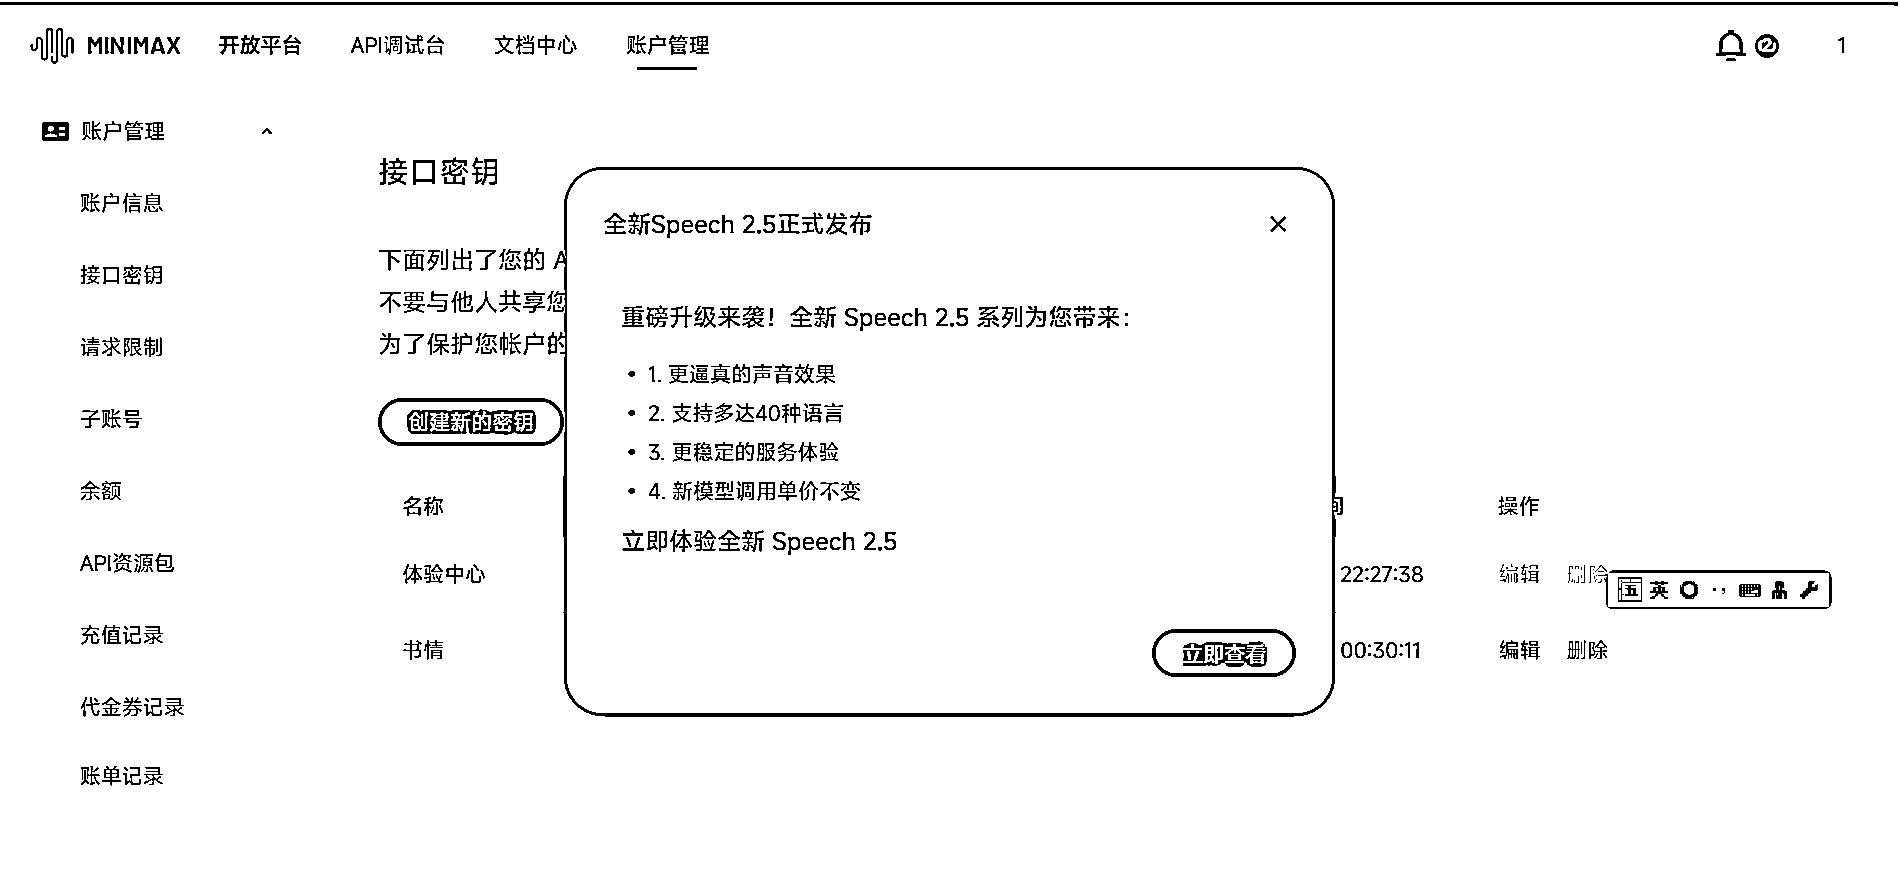 MINIMAX 开放平台 API调试台 文档中心 账户管理 2 1
账户管理
账户信息
接口密钥
请求限制
子账号
余额
API资源包
充值记录
代金券记录
账单记录
接口密钥
下面列出了您的 A
不要与他人共享您
为了保护您帐户的
创建新的密钥
名称 操作
体验中心 22:27:38 编辑 删除
书情 00:30:11 编辑 删除
全新Speech 2.5正式发布
重磅升级来袭！全新 Speech 2.5 系列为您带来：
• 1. 更逼真的声音效果
• 2. 支持多达40种语言
• 3. 更稳定的服务体验
• 4. 新模型调用单价不变
立即体验全新 Speech 2.5
立即查看
五 英